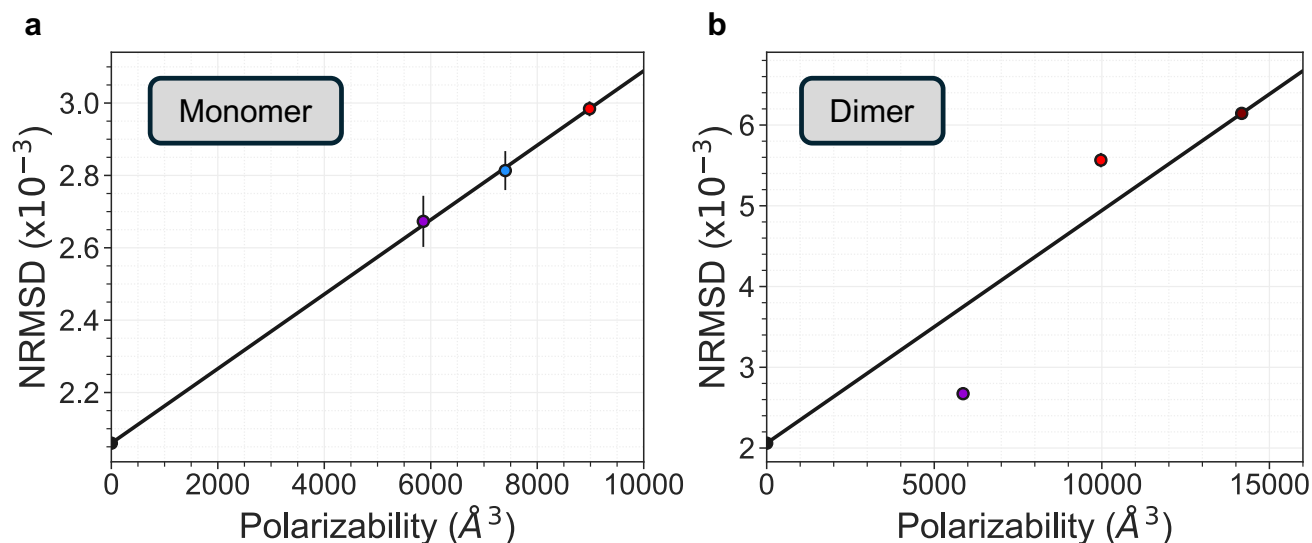 a
Monomer
NRMSD (x10⁻³)
3.0
2.8
2.6
2.4
2.2
0 2000 4000 6000 8000 10000
Polarizability (Å³)
b
Dimer
NRMSD (x10⁻³)
6
5
4
3
2
0 5000 10000 15000
Polarizability (Å³)